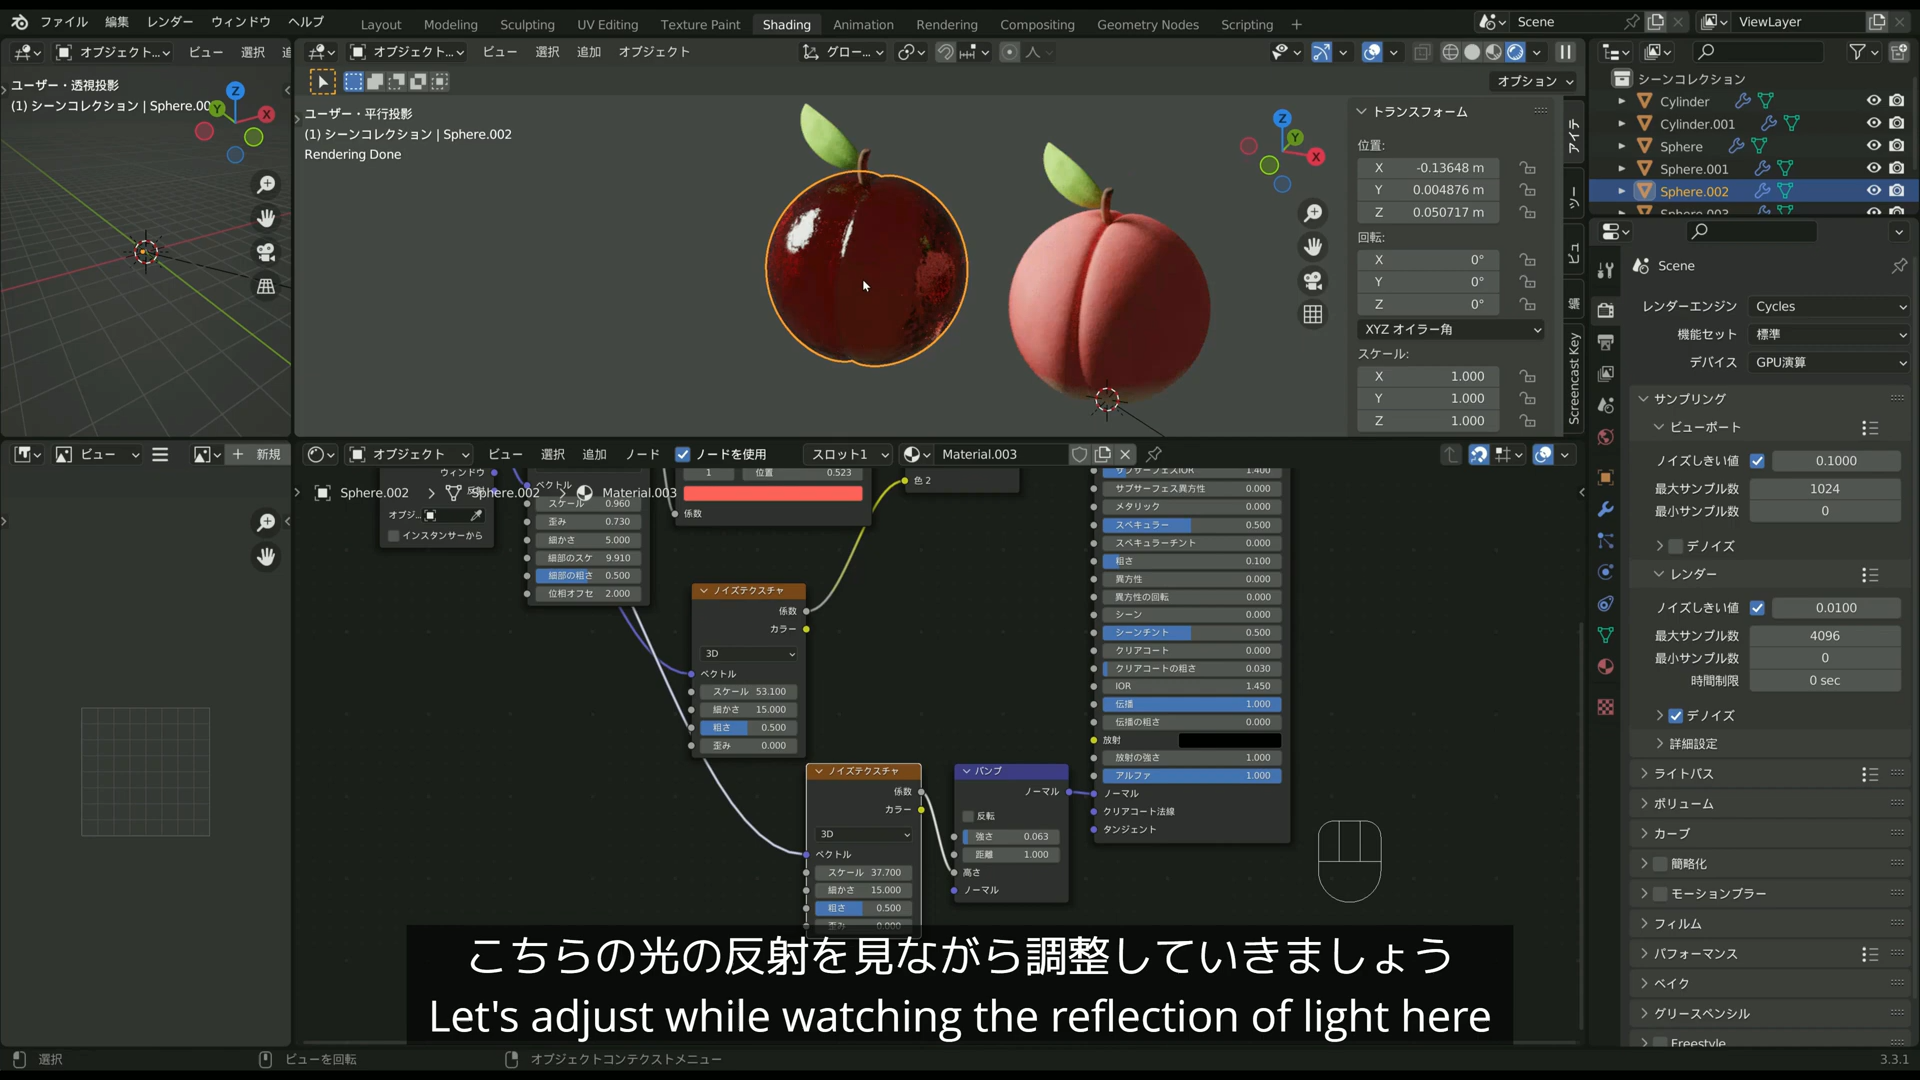 ファイル 編集 レンダー ウィンドウ ヘルプ Layout Modeling Sculpting UV Editing Texture Paint Shading Animation Rendering Compositing Geometry Nodes Scripting Scene ViewLayer
オブジェクト... ビュー 選択
オブジェクト... ビュー 選択 追加 オブジェクト グロー...
オプション
ユーザー・透視投影
(1) シーンコレクション | Sphere.00
ユーザー・平行投影
(1) シーンコレクション | Sphere.002
Rendering Done
トランスフォーム
位置:
X -0.13648 m
Y 0.004876 m
Z 0.050717 m
回転:
X 0°
Y 0°
Z 0°
XYZ オイラー角
スケール:
X 1.000
Y 1.000
Z 1.000
アイテ
ツー
ビュ
編
Screencast Key
シーンコレクション
Cylinder
Cylinder.001
Sphere
Sphere.001
Sphere.002
Sphere.003
Scene
レンダーエンジン Cycles
機能セット 標準
デバイス GPU演算
サンプリング
ビューポート
ノイズしきい値 0.1000
最大サンプル数 1024
最小サンプル数 0
デノイズ
レンダー
ノイズしきい値 0.0100
最大サンプル数 4096
最小サンプル数 0
時間制限 0 sec
デノイズ
詳細設定
ライトパス
ボリューム
カーブ
簡略化
モーションブラー
フィルム
パフォーマンス
ベイク
グリースペンシル
Freestyle
ビュー 新規
オブジェクト ビュー 選択 追加 ノード ノードを使用 スロット1 Material.003
Sphere.002 Sphere.002 Material.003
ウィンドウ
オブジ...
インスタンサーから
ベクトル
スケール 0.960
歪み 0.730
細かさ 5.000
細部のスケ 9.910
細部の粗さ 0.500
位相オフセ 2.000
1 位置 0.523
係数
色 2
ノイズテクスチャ
係数
カラー
3D
ベクトル
スケール 53.100
細かさ 15.000
粗さ 0.500
歪み 0.000
ノイズテクスチャ
係数
カラー
3D
ベクトル
スケール 37.700
細かさ 15.000
粗さ 0.500
歪み 0.000
バンプ
ノーマル
反転
強さ 0.063
距離 1.000
高さ
ノーマル
サブサーフェスIOR 1.400
サブサーフェス異方性 0.000
メタリック 0.000
スペキュラー 0.500
スペキュラーチント 0.000
粗さ 0.100
異方性 0.000
異方性の回転 0.000
シーン 0.000
シーンチント 0.500
クリアコート 0.000
クリアコートの粗さ 0.030
IOR 1.450
伝播 1.000
伝播の粗さ 0.000
放射
放射の強さ 1.000
アルファ 1.000
ノーマル
クリアコート法線
タンジェント
こちらの光の反射を見ながら調整していきましょう
Let's adjust while watching the reflection of light here
選択 ビューを回転 オブジェクトコンテクストメニュー 3.3.1